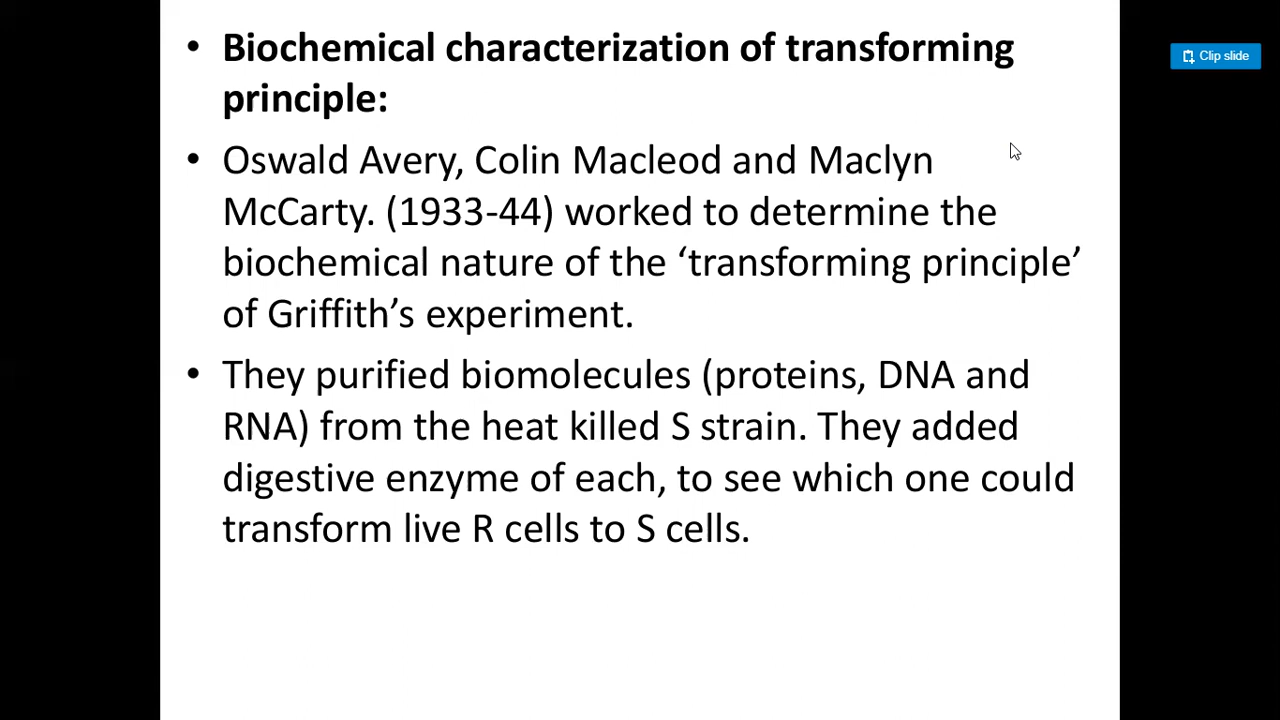 • Biochemical characterization of transforming
principle:
• Oswald Avery, Colin Macleod and Maclyn
McCarty. (1933-44) worked to determine the
biochemical nature of the ‘transforming principle’
of Griffith’s experiment.
• They purified biomolecules (proteins, DNA and
RNA) from the heat killed S strain. They added
digestive enzyme of each, to see which one could
transform live R cells to S cells.
Clip slide